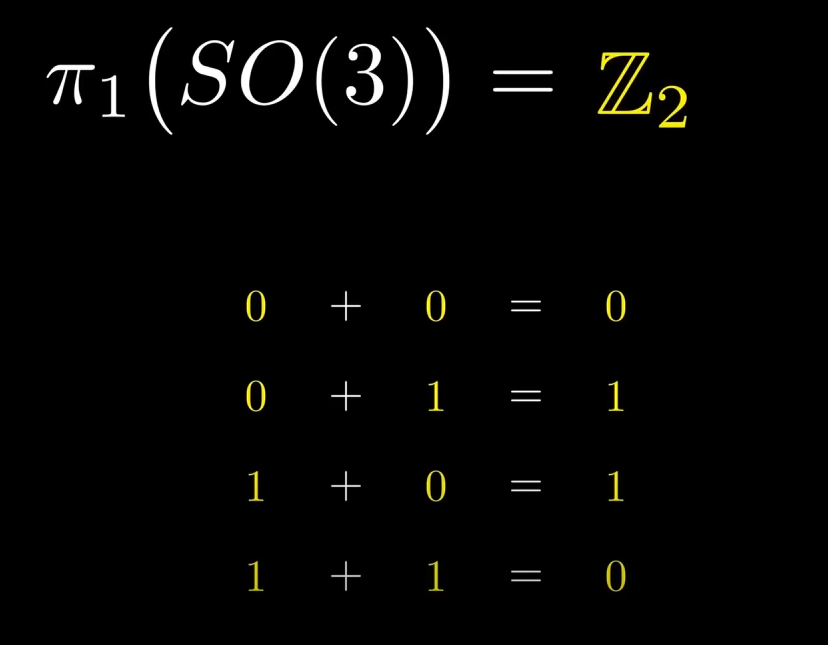 π₁(SO(3)) = ℤ₂
0 + 0 = 0
0 + 1 = 1
1 + 0 = 1
1 + 1 = 0